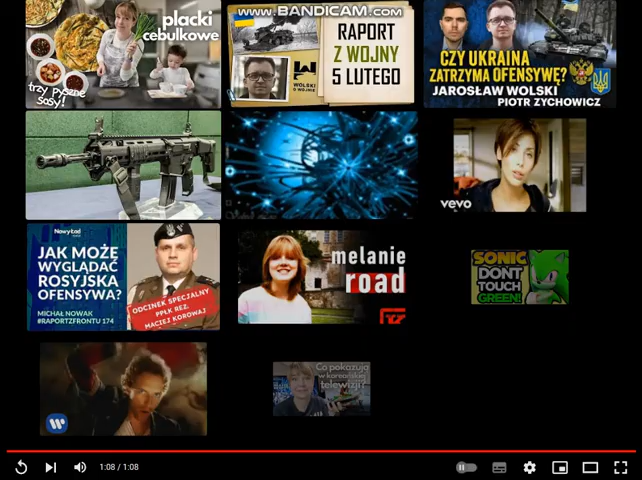 www.BANDICAM.com
placki
cebulkowe
trzy pyszne
sosy!
RAPORT
Z WOJNY
5 LUTEGO
WOLSKI
O WOJNIE
CZY UKRAINA
ZATRZYMA OFENSYWĘ?
JAROSŁAW WOLSKI
PIOTR ZYCHOWICZ
vevo
Nowy Ład
JAK MOŻE
WYGLĄDAĆ
ROSYJSKA
OFENSYWA?
MICHAŁ NOWAK
#RAPORTZFRONTU 174
ODCINEK SPECJALNY
PPŁK REZ.
MACIEJ KOROWAJ
melanie
road
SONIC
DONT
TOUCH
GREEN!
Co pokazują
w koreańskiej
telewizji?
1:08 / 1:08